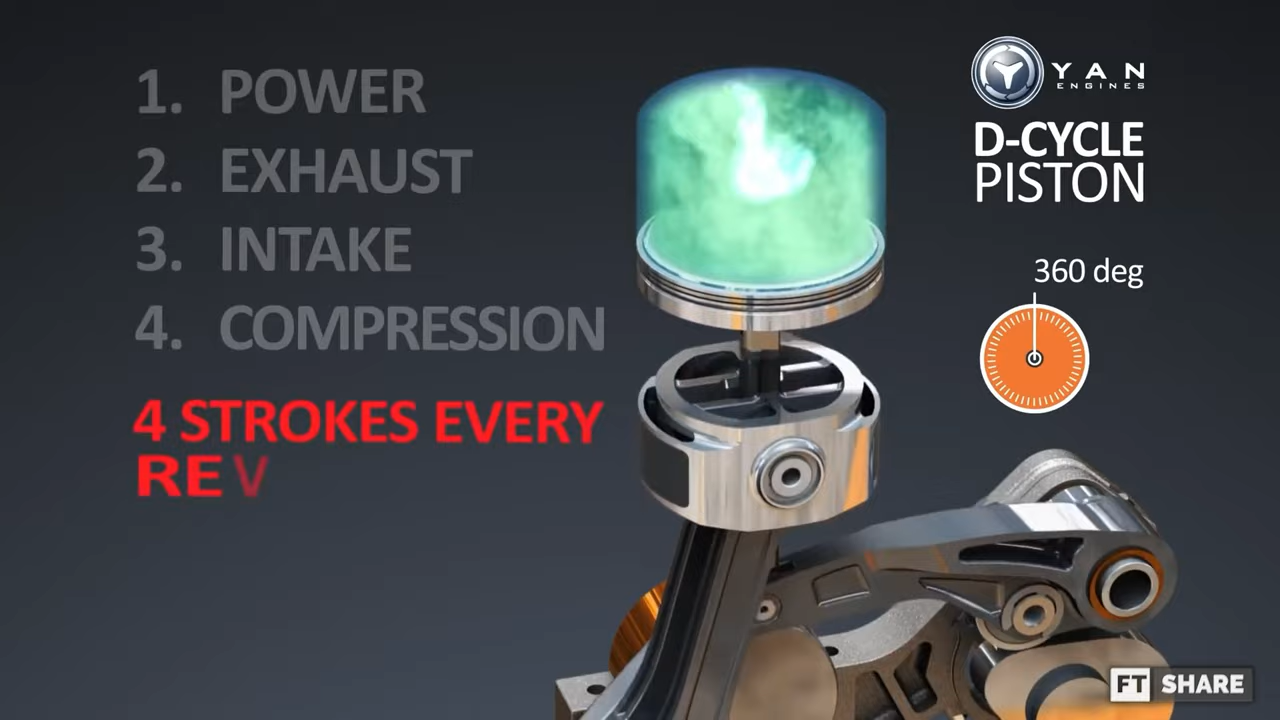 1. POWER
2. EXHAUST
3. INTAKE
4. COMPRESSION
4 STROKES EVERY
REV
YAN
ENGINES
D-CYCLE
PISTON
360 deg
FT SHARE